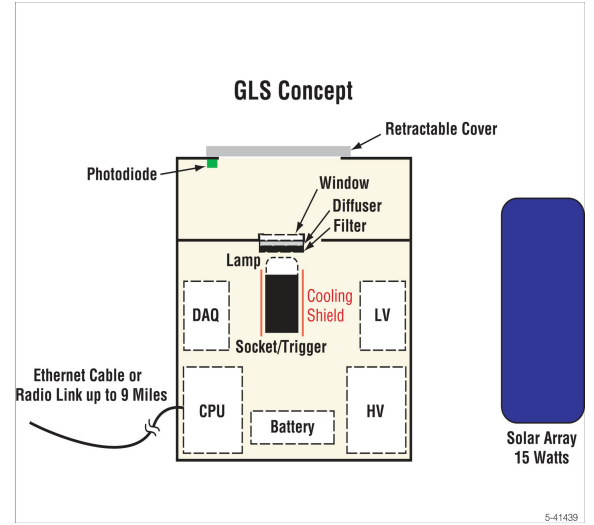 GLS Concept
Retractable Cover
Photodiode
Window
Diffuser
Filter
Lamp
Cooling
Shield
DAQ
LV
Socket/Trigger
Ethernet Cable or
Radio Link up to 9 Miles
CPU
HV
Battery
Solar Array
15 Watts
5-41439